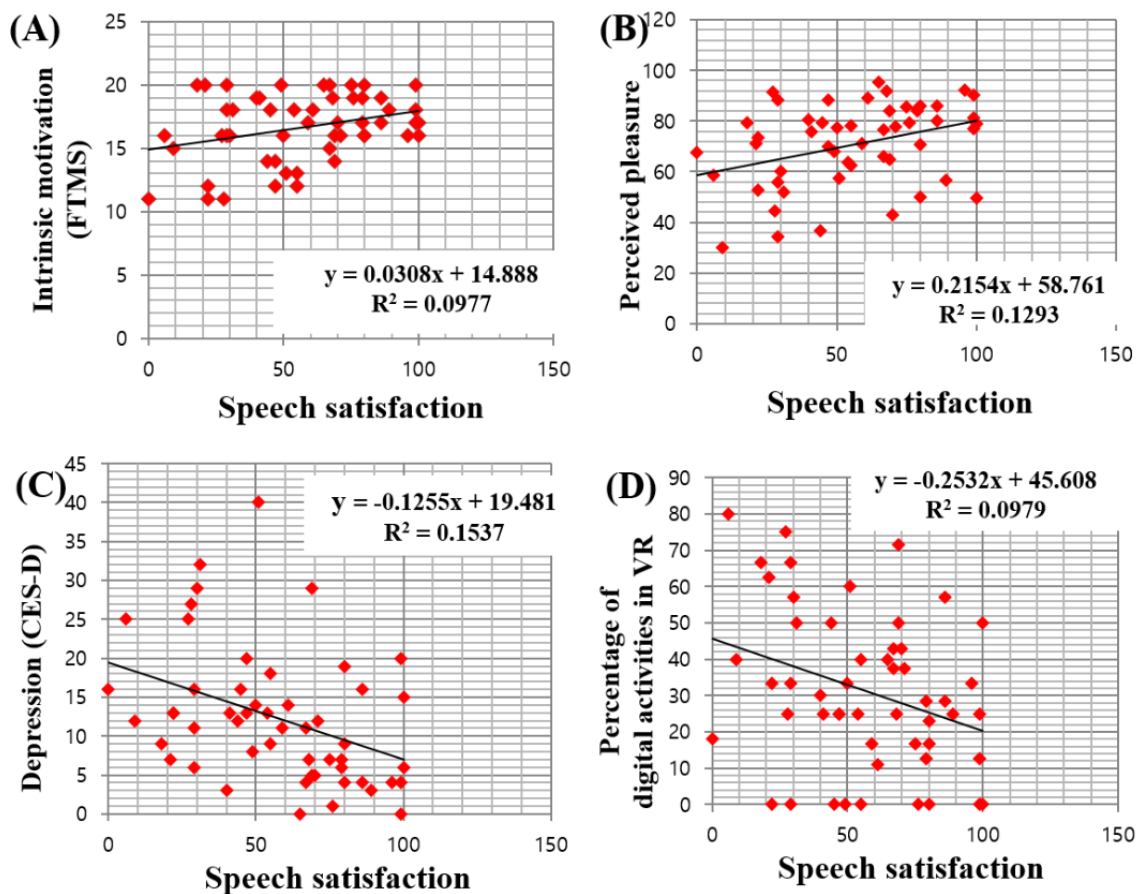 (A)
Intrinsic motivation
(FTMS)
25
20
15
10
5
0
y = 0.0308x + 14.888
R² = 0.0977
0 50 100 150
Speech satisfaction
(B)
Perceived pleasure
120
100
80
60
40
20
0
y = 0.2154x + 58.761
R² = 0.1293
0 50 100 150
Speech satisfaction
(C)
Depression (CES-D)
45
40
35
30
25
20
15
10
5
0
y = -0.1255x + 19.481
R² = 0.1537
0 50 100 150
Speech satisfaction
(D)
Percentage of
digital activities in VR
90
80
70
60
50
40
30
20
10
0
y = -0.2532x + 45.608
R² = 0.0979
0 50 100 150
Speech satisfaction